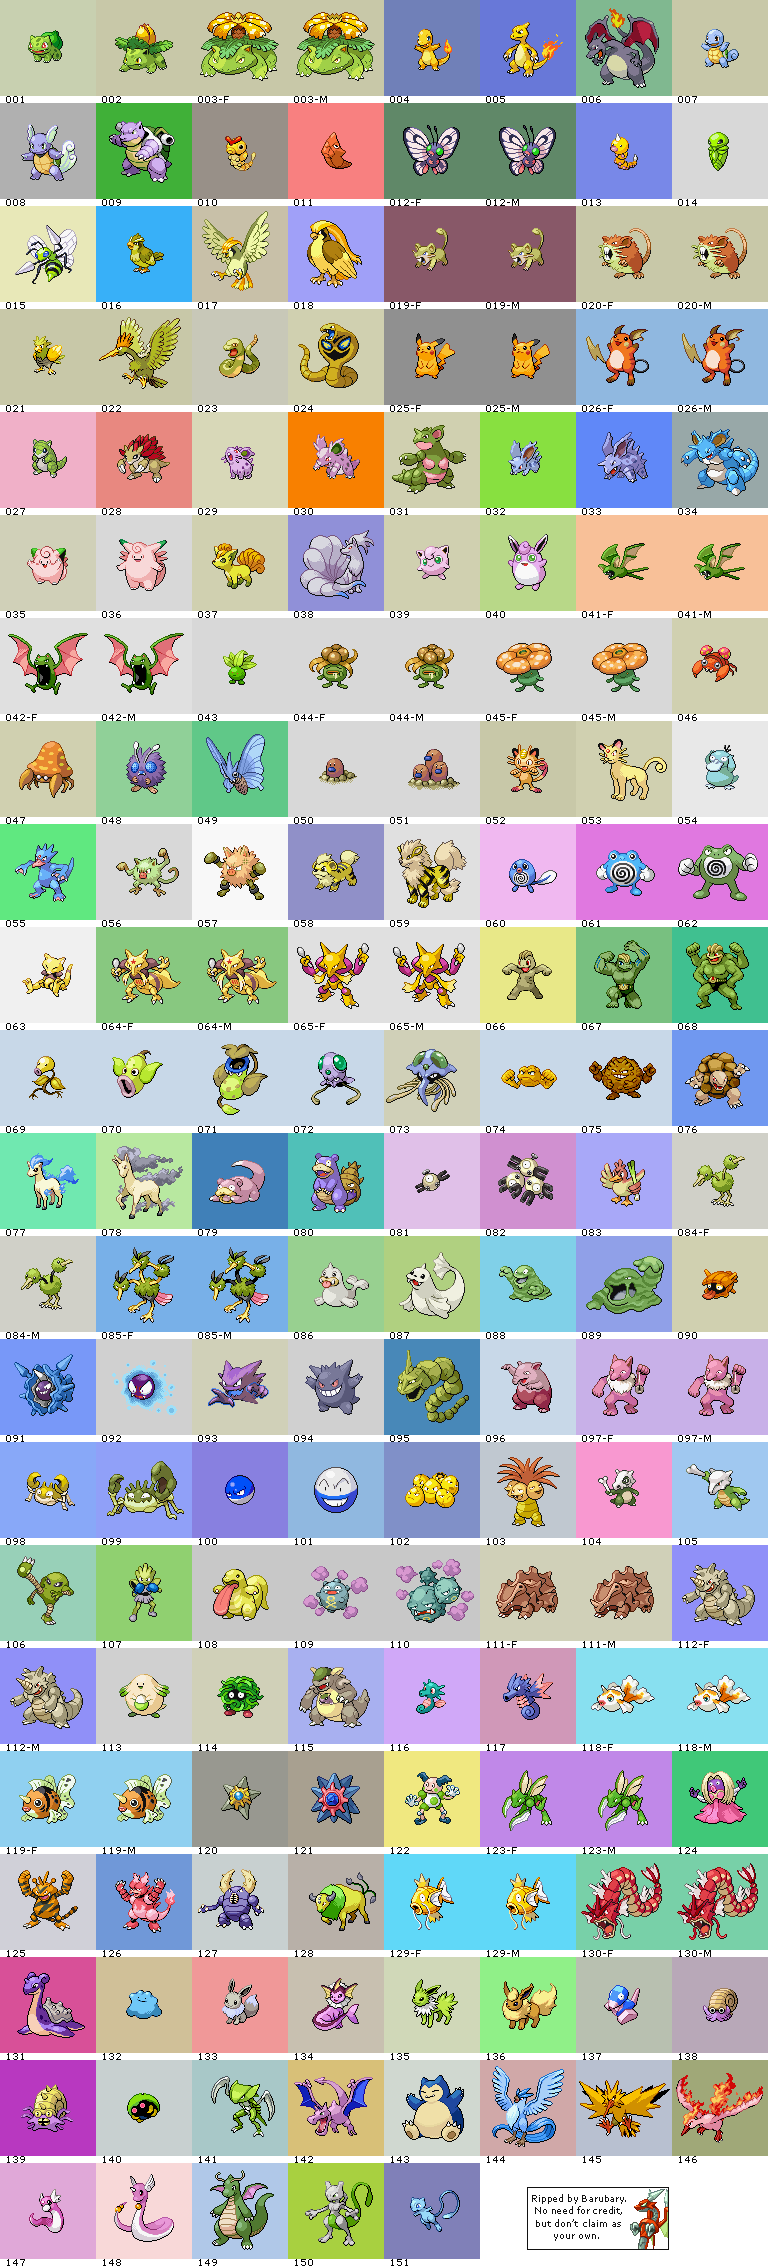 001 002 003-F 003-M 004 005 006 007
008 009 010 011 012-F 012-M 013 014
015 016 017 018 019-F 019-M 020-F 020-M
021 022 023 024 025-F 025-M 026-F 026-M
027 028 029 030 031 032 033 034
035 036 037 038 039 040 041-F 041-M
042-F 042-M 043 044-F 044-M 045-F 045-M 046
047 048 049 050 051 052 053 054
055 056 057 058 059 060 061 062
063 064-F 064-M 065-F 065-M 066 067 068
069 070 071 072 073 074 075 076
077 078 079 080 081 082 083 084-F
084-M 085-F 085-M 086 087 088 089 090
091 092 093 094 095 096 097-F 097-M
098 099 100 101 102 103 104 105
106 107 108 109 110 111-F 111-M 112-F
112-M 113 114 115 116 117 118-F 118-M
119-F 119-M 120 121 122 123-F 123-M 124
125 126 127 128 129-F 129-M 130-F 130-M
131 132 133 134 135 136 137 138
139 140 141 142 143 144 145 146
147 148 149 150 151
Ripped by Barubary.
No need for credit,
but don't claim as
your own.